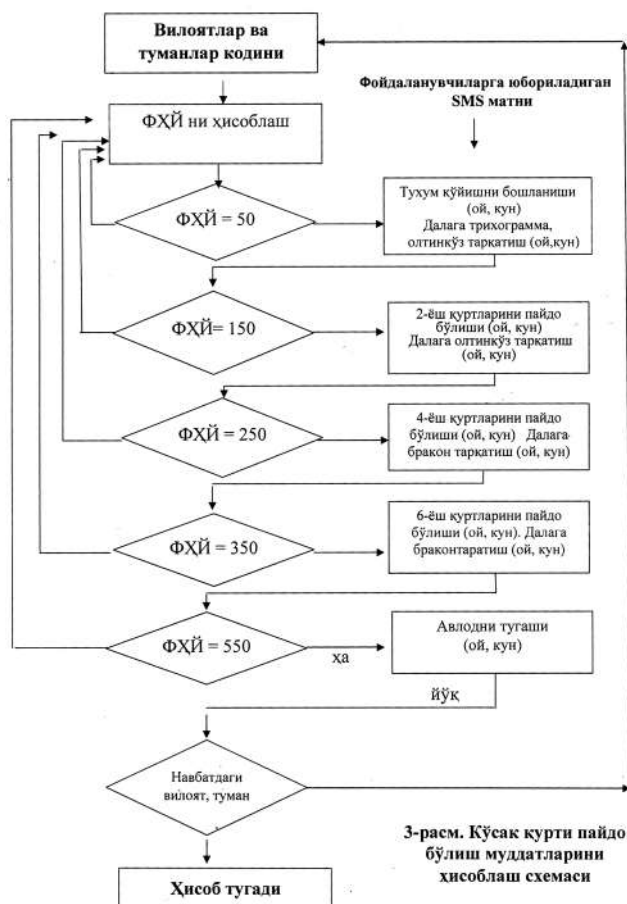 Вилоятлар ва
туманлар кодини
Фойдаланувчиларга юбориладиган
SMS матни
ФҲЙ ни ҳисоблаш
ФҲЙ = 50
Тухум қўйишни бошланиши
(ой, кун)
Далага трихограмма,
олтинкўз тарқатиш (ой,кун)
ФҲЙ= 150
2-ёш қуртларини пайдо
бўлиши (ой, кун)
Далага олтинкўз тарқатиш
(ой, кун)
ФҲЙ = 250
4-ёш қуртларини пайдо
бўлиши (ой, кун) Далага
бракон тарқатиш (ой, кун)
ФҲЙ = 350
6-ёш қуртларини пайдо
бўлиши (ой, кун). Далага
браконтаратиш (ой, кун)
ФҲЙ = 550
ҳа
Авлодни тугаши
(ой, кун)
йўқ
Навбатдаги
вилоят, туман
Ҳисоб тугади
3-расм. Кўсак қурти пайдо
бўлиш муддатларини
ҳисоблаш схемаси